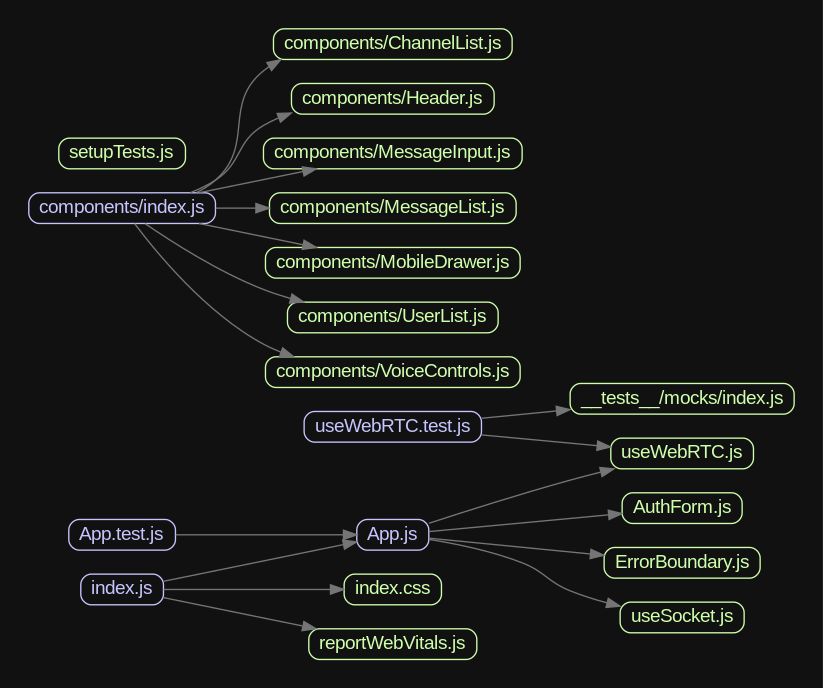 components/ChannelList.js
components/Header.js
setupTests.js
components/MessageInput.js
components/index.js
components/MessageList.js
components/MobileDrawer.js
components/UserList.js
components/VoiceControls.js
__tests__/mocks/index.js
useWebRTC.test.js
useWebRTC.js
AuthForm.js
App.test.js
App.js
ErrorBoundary.js
index.js
index.css
useSocket.js
reportWebVitals.js